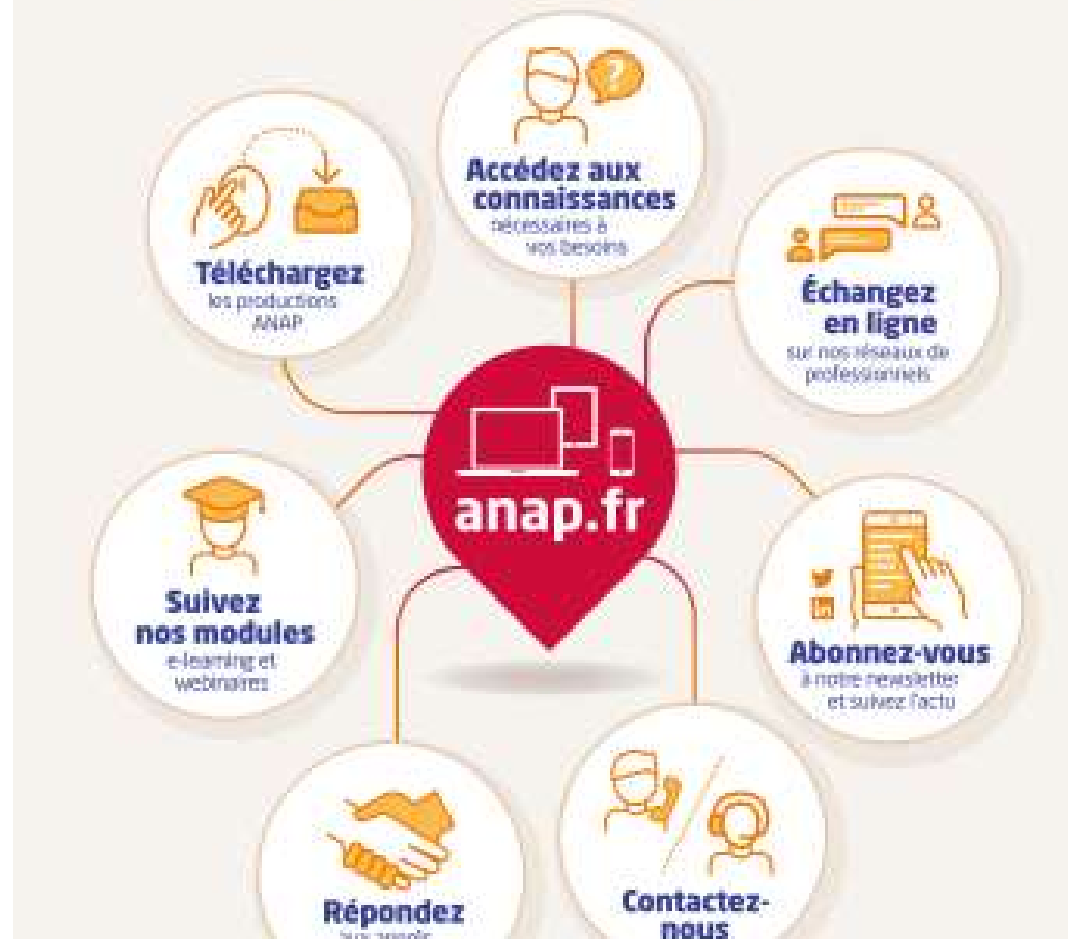 Accédez aux
connaissances
nécessaires à
vos besoins
?
Téléchargez
les productions
ANAP
Échangez
en ligne
sur nos réseaux de
professionnels
anap.fr
Suivez
nos modules
e-learning et
webinaires
in
Abonnez-vous
à notre newsletter
et suivez l'actu
Répondez
Contactez-
nous